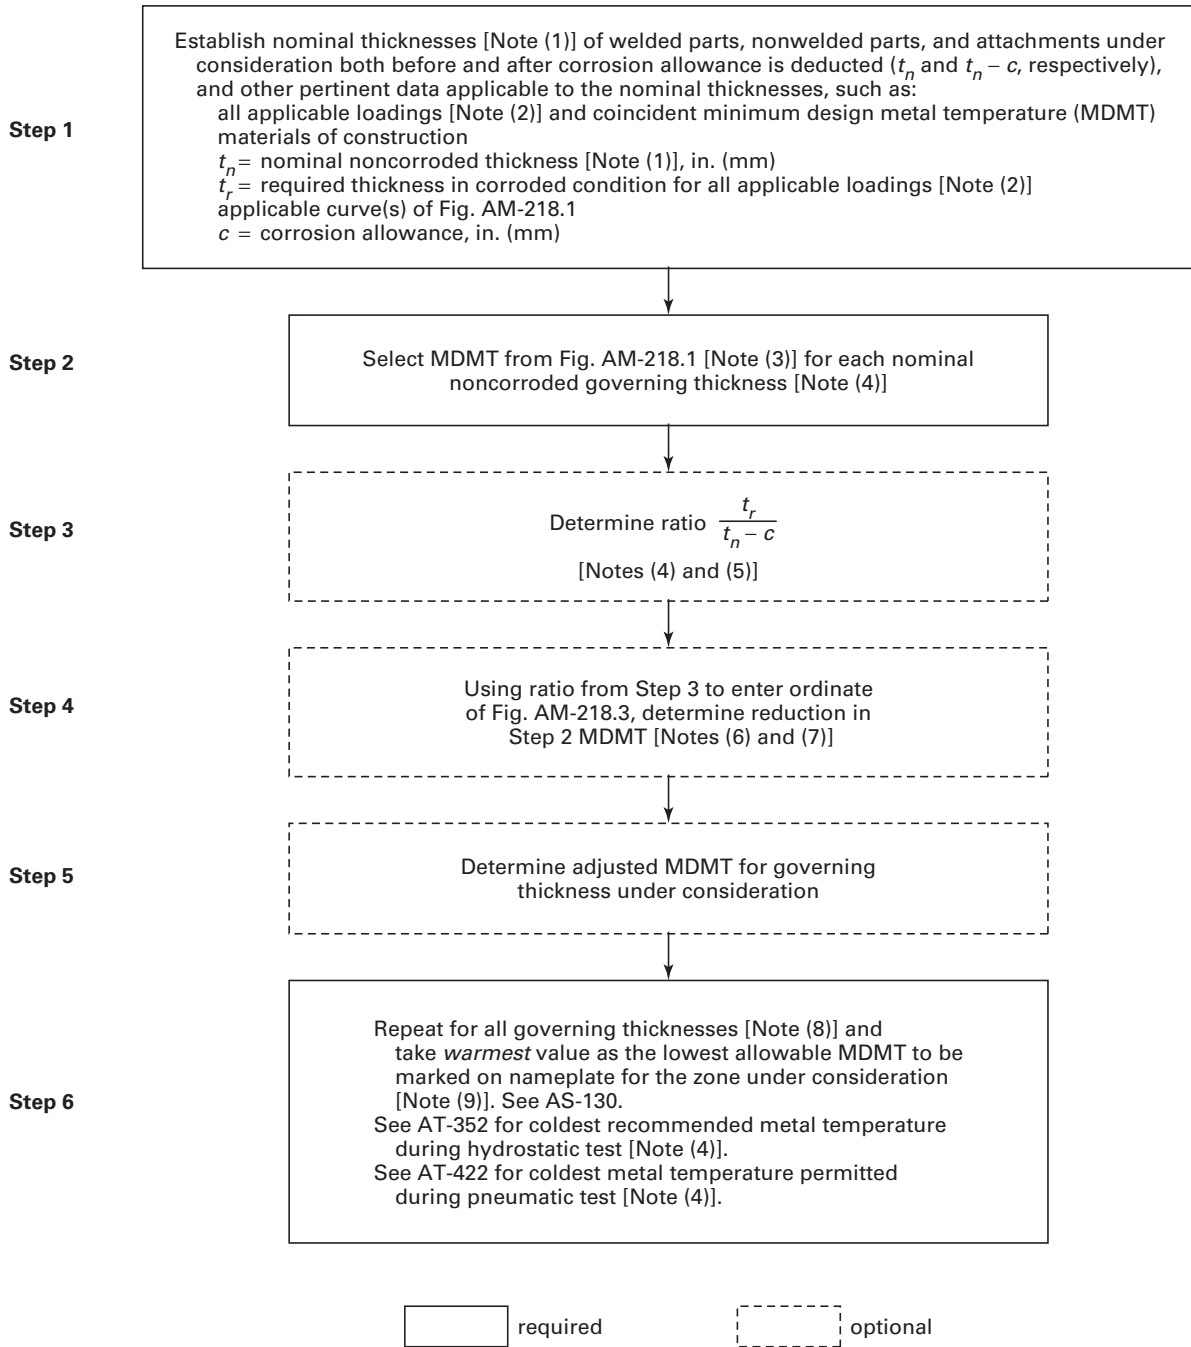 Step 1
Establish nominal thicknesses [Note (1)] of welded parts, nonwelded parts, and attachments under
consideration both before and after corrosion allowance is deducted (tn and tn – c, respectively),
and other pertinent data applicable to the nominal thicknesses, such as:
all applicable loadings [Note (2)] and coincident minimum design metal temperature (MDMT)
materials of construction
tn = nominal noncorroded thickness [Note (1)], in. (mm)
tr = required thickness in corroded condition for all applicable loadings [Note (2)]
applicable curve(s) of Fig. AM-218.1
c = corrosion allowance, in. (mm)
Step 2
Select MDMT from Fig. AM-218.1 [Note (3)] for each nominal
noncorroded governing thickness [Note (4)]
Step 3
Determine ratio tr / (tn – c)
[Notes (4) and (5)]
Step 4
Using ratio from Step 3 to enter ordinate
of Fig. AM-218.3, determine reduction in
Step 2 MDMT [Notes (6) and (7)]
Step 5
Determine adjusted MDMT for governing
thickness under consideration
Step 6
Repeat for all governing thicknesses [Note (8)] and
take warmest value as the lowest allowable MDMT to be
marked on nameplate for the zone under consideration
[Note (9)]. See AS-130.
See AT-352 for coldest recommended metal temperature
during hydrostatic test [Note (4)].
See AT-422 for coldest metal temperature permitted
during pneumatic test [Note (4)].
required
optional